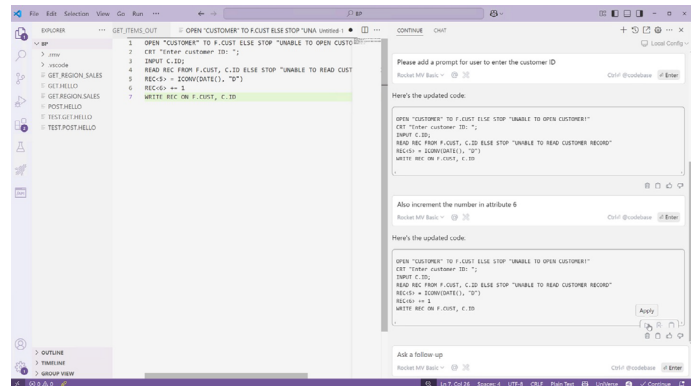 File Edit Selection View Go Run ···
BP
EXPLORER ···
BP
.mv
.vscode
GET_REGION_SALES
GET.HELLO
GET.REGION.SALES
POST.HELLO
TEST.GET.HELLO
TEST.POST.HELLO
OUTLINE
TIMELINE
GROUP VIEW
GET_ITEMS_OUT
OPEN "CUSTOMER" TO F.CUST ELSE STOP "UNA Untitled-1
1 OPEN "CUSTOMER" TO F.CUST ELSE STOP "UNABLE TO OPEN CUSTO
2 CRT "Enter customer ID: ";
3 INPUT C.ID;
4 READ REC FROM F.CUST, C.ID ELSE STOP "UNABLE TO READ CUST
5 REC<5> = ICONV(DATE(), "D")
6 REC<6> += 1
7 WRITE REC ON F.CUST, C.ID
CONTINUE CHAT
Local Config
Please add a prompt for user to enter the customer ID
Rocket MV Basic @
Ctrl⏎ @codebase ⏎ Enter
Here's the updated code:
OPEN "CUSTOMER" TO F.CUST ELSE STOP "UNABLE TO OPEN CUSTOMER!"
CRT "Enter customer ID: ";
INPUT C.ID;
READ REC FROM F.CUST, C.ID ELSE STOP "UNABLE TO READ CUSTOMER RECORD"
REC<5> = ICONV(DATE(), "D")
WRITE REC ON F.CUST, C.ID
Also increment the number in attribute 6
Rocket MV Basic @
Ctrl⏎ @codebase ⏎ Enter
Here's the updated code:
OPEN "CUSTOMER" TO F.CUST ELSE STOP "UNABLE TO OPEN CUSTOMER!"
CRT "Enter customer ID: ";
INPUT C.ID;
READ REC FROM F.CUST, C.ID ELSE STOP "UNABLE TO READ CUSTOMER RECORD"
REC<5> = ICONV(DATE(), "D")
REC<6> += 1
WRITE REC ON F.CUST, C.ID
Apply
Ask a follow up
Rocket MV Basic @
Ctrl⏎ @codebase ⏎ Enter
0 0 Ln 7, Col 26 Spaces: 4 UTF-8 CRLF Plain Text UniVerse Continue